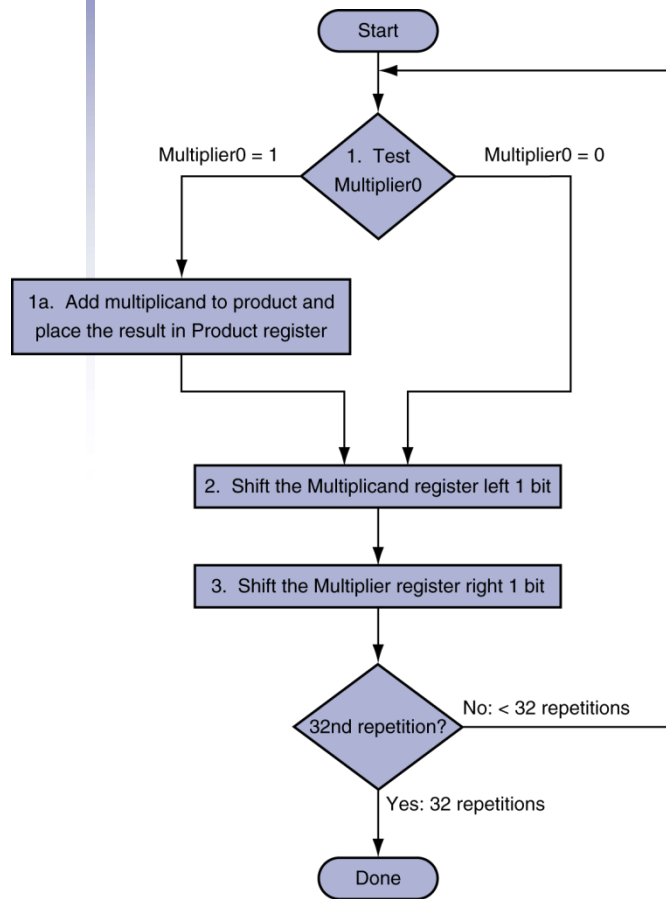 Start
Multiplier0 = 1
1. Test
Multiplier0
Multiplier0 = 0
1a. Add multiplicand to product and
place the result in Product register
2. Shift the Multiplicand register left 1 bit
3. Shift the Multiplier register right 1 bit
32nd repetition?
No: < 32 repetitions
Yes: 32 repetitions
Done